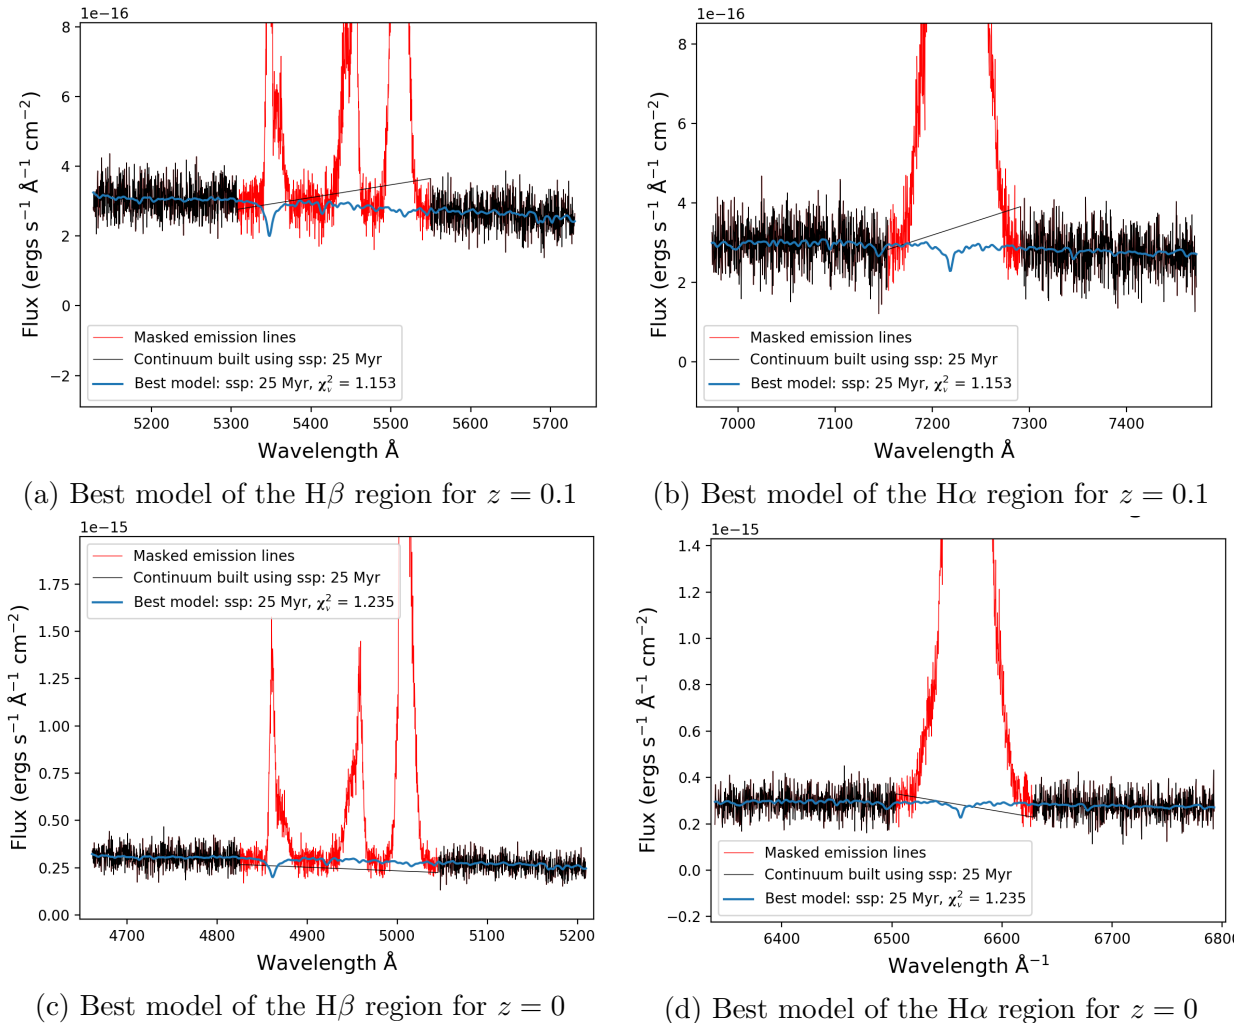 1e−16
8
6
4
2
0
−2
Flux (ergs s⁻¹ Å⁻¹ cm⁻²)
Masked emission lines
Continuum built using ssp: 25 Myr
Best model: ssp: 25 Myr, χ²ᵥ = 1.153
5200 5300 5400 5500 5600 5700
Wavelength Å
(a) Best model of the Hβ region for z = 0.1
1e−16
8
6
4
2
0
Flux (ergs s⁻¹ Å⁻¹ cm⁻²)
Masked emission lines
Continuum built using ssp: 25 Myr
Best model: ssp: 25 Myr, χ²ᵥ = 1.153
7000 7100 7200 7300 7400
Wavelength Å
(b) Best model of the Hα region for z = 0.1
1e−15
Masked emission lines
Continuum built using ssp: 25 Myr
Best model: ssp: 25 Myr, χ²ᵥ = 1.235
1.75
1.50
1.25
1.00
0.75
0.50
0.25
0.00
Flux (ergs s⁻¹ Å⁻¹ cm⁻²)
4700 4800 4900 5000 5100 5200
Wavelength Å
(c) Best model of the Hβ region for z = 0
1e−15
1.4
1.2
1.0
0.8
0.6
0.4
0.2
0.0
−0.2
Flux (ergs s⁻¹ Å⁻¹ cm⁻²)
Masked emission lines
Continuum built using ssp: 25 Myr
Best model: ssp: 25 Myr, χ²ᵥ = 1.235
6400 6500 6600 6700 6800
Wavelength Å⁻¹
(d) Best model of the Hα region for z = 0